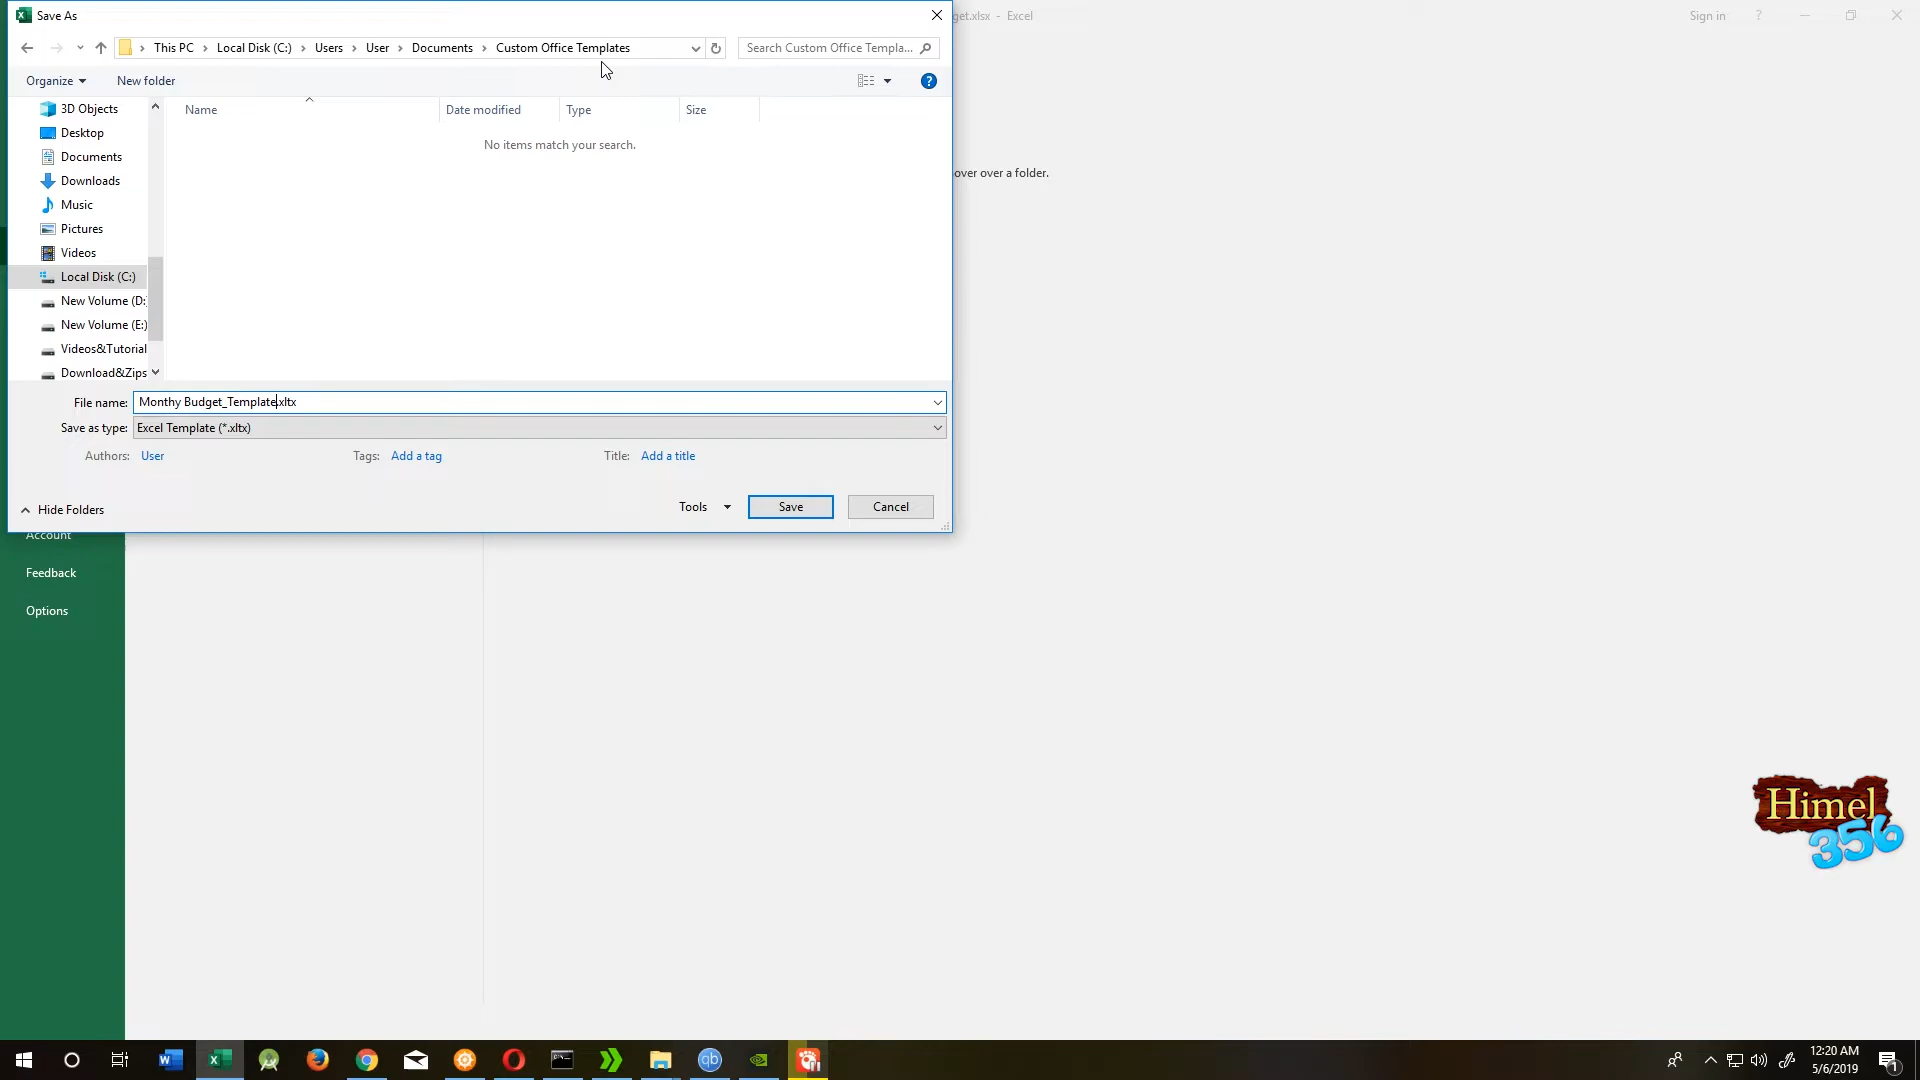 Save As
get.xlsx - Excel
Sign in
?
This PC > Local Disk (C:) > Users > User > Documents > Custom Office Templates
Search Custom Office Templa...
Organize
New folder
?
3D Objects
Desktop
Documents
Downloads
Music
Pictures
Videos
Local Disk (C:)
New Volume (D:
New Volume (E:)
Videos&Tutorial
Download&Zips
Name
Date modified
Type
Size
No items match your search.
over over a folder.
File name: Monthy Budget_Template.xltx
Save as type: Excel Template (*.xltx)
Authors: User
Tags: Add a tag
Title: Add a title
Hide Folders
Tools
Save
Cancel
Account
Feedback
Options
Himel
356
W
X
qb
12:20 AM
5/6/2019
1